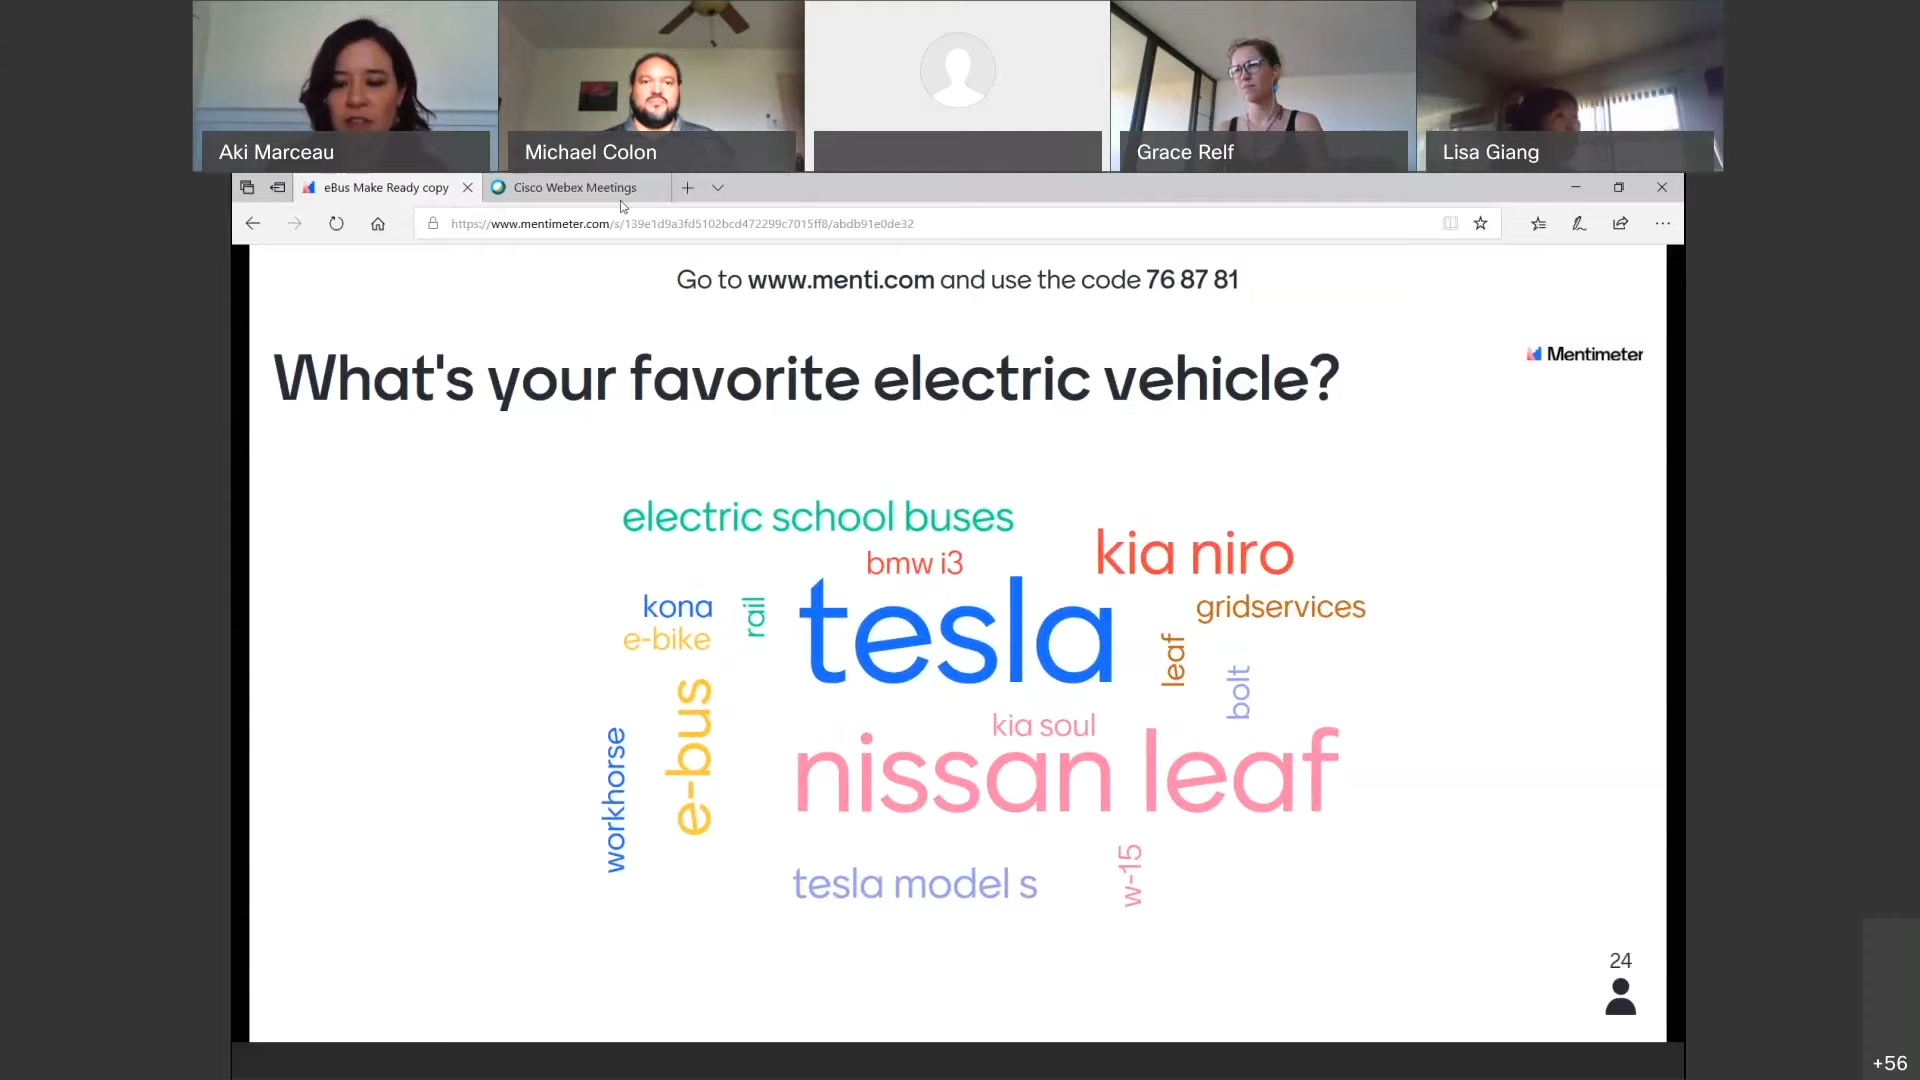 Aki Marceau
Michael Colon
Grace Relf
Lisa Giang
eBus Make Ready copy
Cisco Webex Meetings
https://www.mentimeter.com/s/139e1d9a3fd5102bcd472299c7015ff8/abdb91e0de32
Go to www.menti.com and use the code 76 87 81
What's your favorite electric vehicle?
Mentimeter
electric school buses
kia niro
bmw i3
kona
rail
tesla
gridservices
e-bike
leaf
bolt
e-bus
kia soul
workhorse
nissan leaf
tesla model s
w-15
24
+56